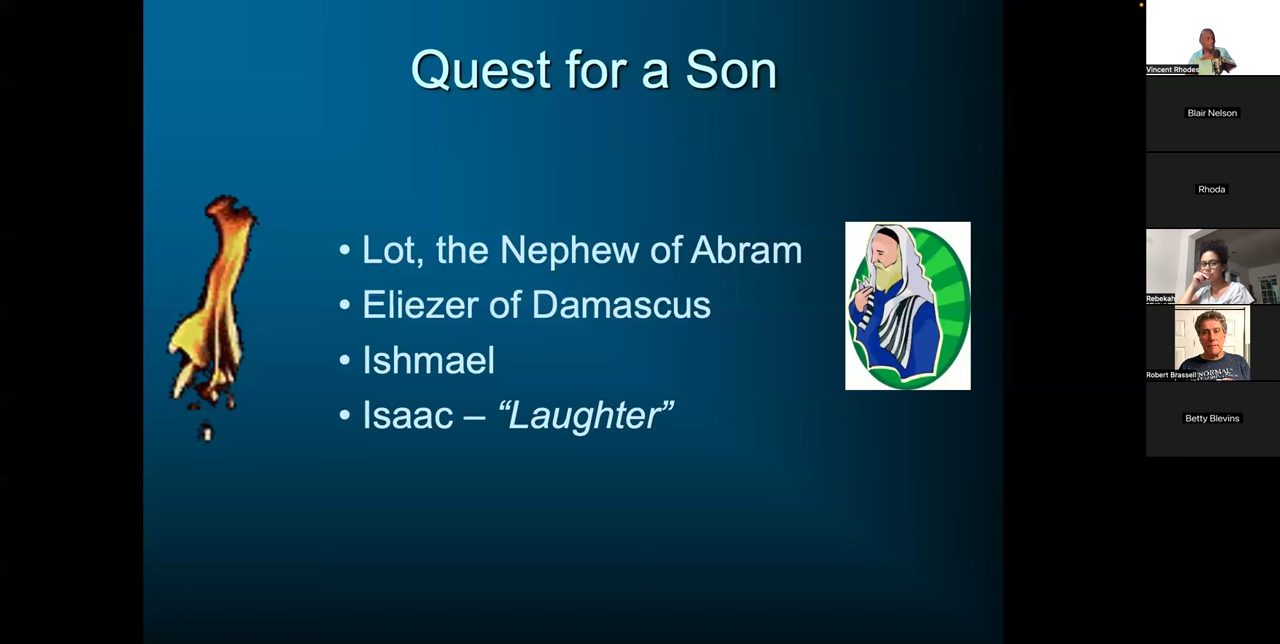 Quest for a Son
• Lot, the Nephew of Abram
• Eliezer of Damascus
• Ishmael
• Isaac – “Laughter”
Vincent Rhodes
Blair Nelson
Rhoda
Rebekah
Robert Brassell
NORMAL
Betty Blevins